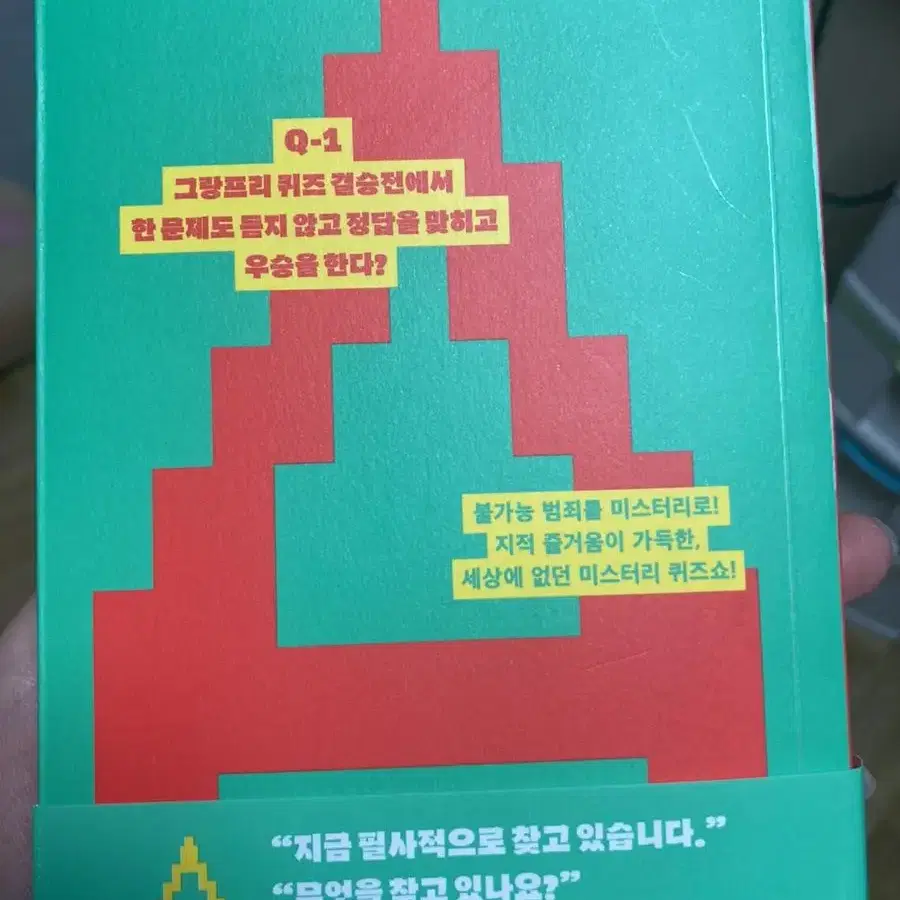 Q-1
그랑프리 퀴즈 결승전에서
한 문제도 듣지 않고 정답을 맞히고
우승을 한다?
불가능 범죄를 미스터리로!
지적 즐거움이 가득한,
세상에 없던 미스터리 퀴즈쇼!
“지금 필사적으로 찾고 있습니다.”
“무엇을 찾고 있나요?”